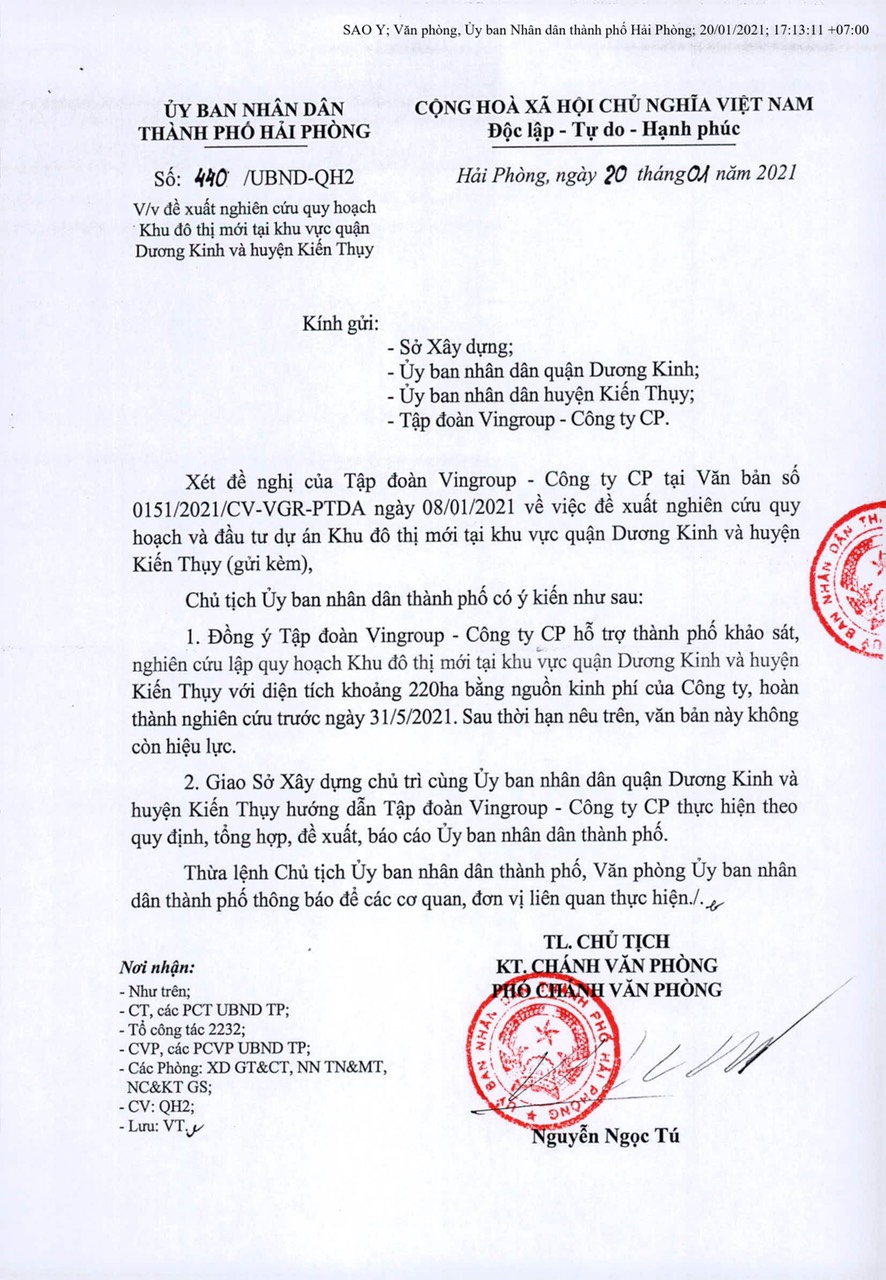 SAO Y; Văn phòng, Ủy ban Nhân dân thành phố Hải Phòng; 20/01/2021; 17:13:11 +07:00
ỦY BAN NHÂN DÂN
THÀNH PHỐ HẢI PHÒNG
CỘNG HOÀ XÃ HỘI CHỦ NGHĨA VIỆT NAM
Độc lập - Tự do - Hạnh phúc
Số: 440 /UBND-QH2
Hải Phòng, ngày 20 tháng 01 năm 2021
V/v đề xuất nghiên cứu quy hoạch
Khu đô thị mới tại khu vực quận
Dương Kinh và huyện Kiến Thụy
Kính gửi:
- Sở Xây dựng;
- Ủy ban nhân dân quận Dương Kinh;
- Ủy ban nhân dân huyện Kiến Thụy;
- Tập đoàn Vingroup - Công ty CP.
Xét đề nghị của Tập đoàn Vingroup - Công ty CP tại Văn bản số
0151/2021/CV-VGR-PTDA ngày 08/01/2021 về việc đề xuất nghiên cứu quy
hoạch và đầu tư dự án Khu đô thị mới tại khu vực quận Dương Kinh và huyện
Kiến Thụy (gửi kèm),
Chủ tịch Ủy ban nhân dân thành phố có ý kiến như sau:
1. Đồng ý Tập đoàn Vingroup - Công ty CP hỗ trợ thành phố khảo sát,
nghiên cứu lập quy hoạch Khu đô thị mới tại khu vực quận Dương Kinh và huyện
Kiến Thụy với diện tích khoảng 220ha bằng nguồn kinh phí của Công ty, hoàn
thành nghiên cứu trước ngày 31/5/2021. Sau thời hạn nêu trên, văn bản này không
còn hiệu lực.
2. Giao Sở Xây dựng chủ trì cùng Ủy ban nhân dân quận Dương Kinh và
huyện Kiến Thụy hướng dẫn Tập đoàn Vingroup - Công ty CP thực hiện theo
quy định, tổng hợp, đề xuất, báo cáo Ủy ban nhân dân thành phố.
Thừa lệnh Chủ tịch Ủy ban nhân dân thành phố, Văn phòng Ủy ban nhân
dân thành phố thông báo để các cơ quan, đơn vị liên quan thực hiện./.
TL. CHỦ TỊCH
KT. CHÁNH VĂN PHÒNG
PHÓ CHÁNH VĂN PHÒNG
Nơi nhận:
- Như trên;
- CT, các PCT UBND TP;
- Tổ công tác 2232;
- CVP, các PCVP UBND TP;
- Các Phòng: XD GT&CT, NN TN&MT,
NC&KT GS;
- CV: QH2;
- Lưu: VT.
ỦY BAN NHÂN DÂN THÀNH PHỐ HẢI PHÒNG
Nguyễn Ngọc Tú